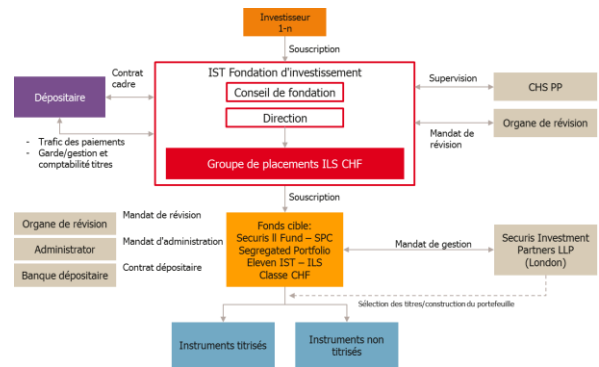 Investisseur
1-n
Souscription
IST Fondation d'investissement
Conseil de fondation
Direction
Groupe de placements ILS CHF
Dépositaire
Contrat
cadre
- Trafic des paiements
- Garde/gestion et
comptabilité titres
Supervision
CHS PP
Mandat de
révision
Organe de révision
Souscription
Organe de révision
Mandat de révision
Administrator
Mandat d'administration
Banque dépositaire
Contrat dépositaire
Fonds cible:
Securis II Fund – SPC
Segregated Portfolio
Eleven IST – ILS
Classe CHF
Mandat de gestion
Securis Investment
Partners LLP
(London)
Sélection des titres/construction du portefeuille
Instruments titrisés
Instruments non
titrisés